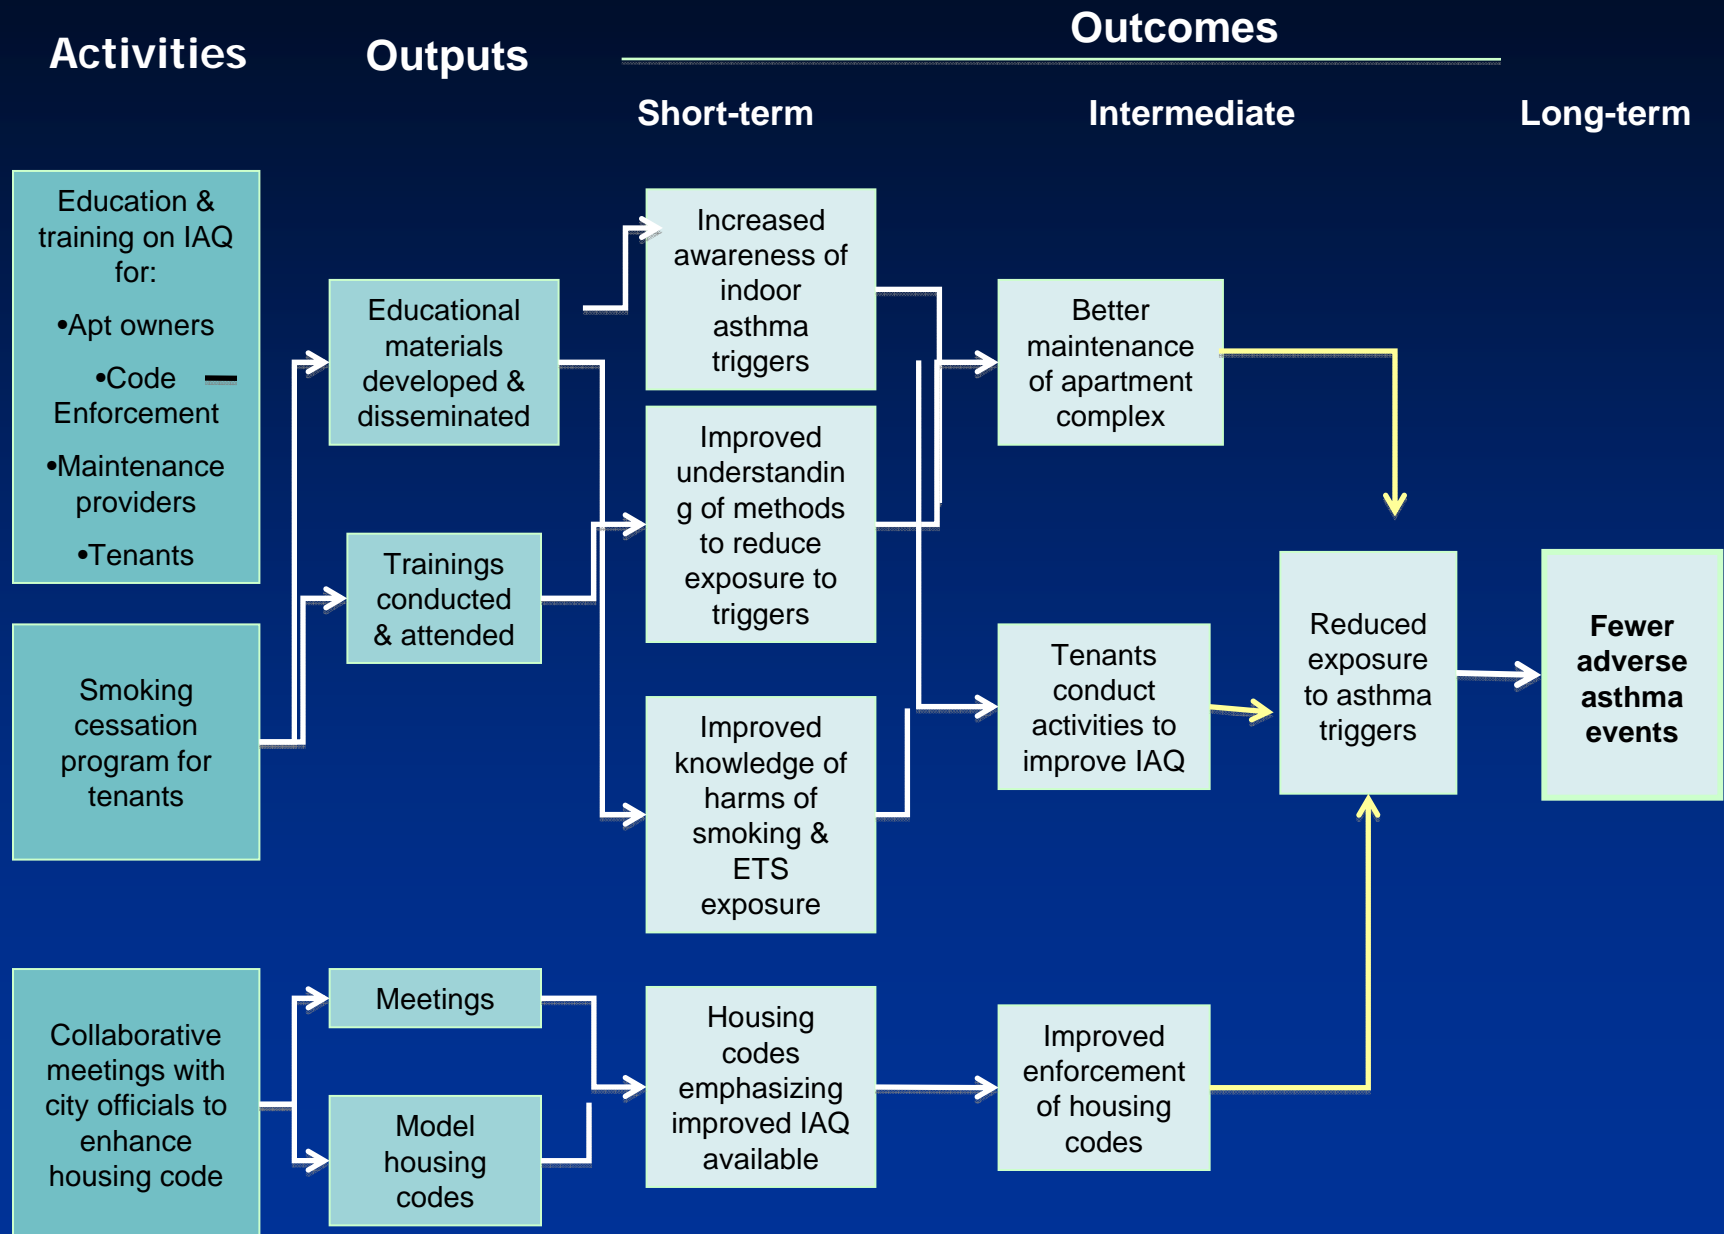 Activities
Outputs
Outcomes
Short-term
Intermediate
Long-term
Education &
training on IAQ
for:
•Apt owners
•Code
Enforcement
•Maintenance
providers
•Tenants
Smoking
cessation
program for
tenants
Collaborative
meetings with
city officials to
enhance
housing code
Educational
materials
developed &
disseminated
Trainings
conducted
& attended
Meetings
Model
housing
codes
Increased
awareness of
indoor
asthma
triggers
Improved
understandin
g of methods
to reduce
exposure to
triggers
Improved
knowledge of
harms of
smoking &
ETS
exposure
Housing
codes
emphasizing
improved IAQ
available
Better
maintenance
of apartment
complex
Tenants
conduct
activities to
improve IAQ
Improved
enforcement
of housing
codes
Reduced
exposure
to asthma
triggers
Fewer
adverse
asthma
events